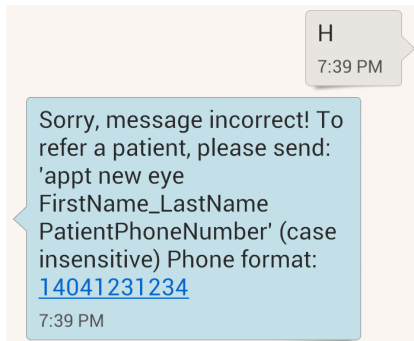 H
7:39 PM
Sorry, message incorrect! To
refer a patient, please send:
'appt new eye
FirstName_LastName
PatientPhoneNumber' (case
insensitive) Phone format:
14041231234
7:39 PM